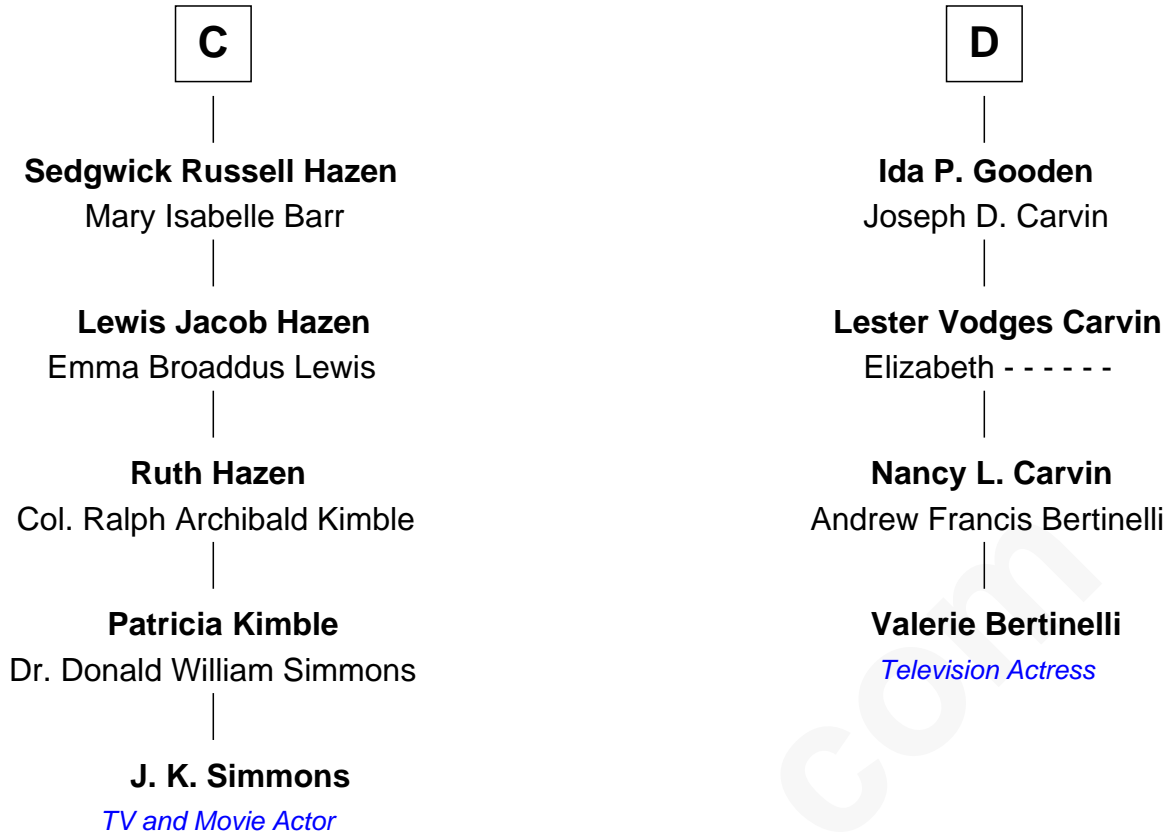 C
Sedgwick Russell Hazen
Mary Isabelle Barr
Lewis Jacob Hazen
Emma Broaddus Lewis
Ruth Hazen
Col. Ralph Archibald Kimble
Patricia Kimble
Dr. Donald William Simmons
J. K. Simmons
TV and Movie Actor
D
Ida P. Gooden
Joseph D. Carvin
Lester Vodges Carvin
Elizabeth - - - - - -
Nancy L. Carvin
Andrew Francis Bertinelli
Valerie Bertinelli
Television Actress
com